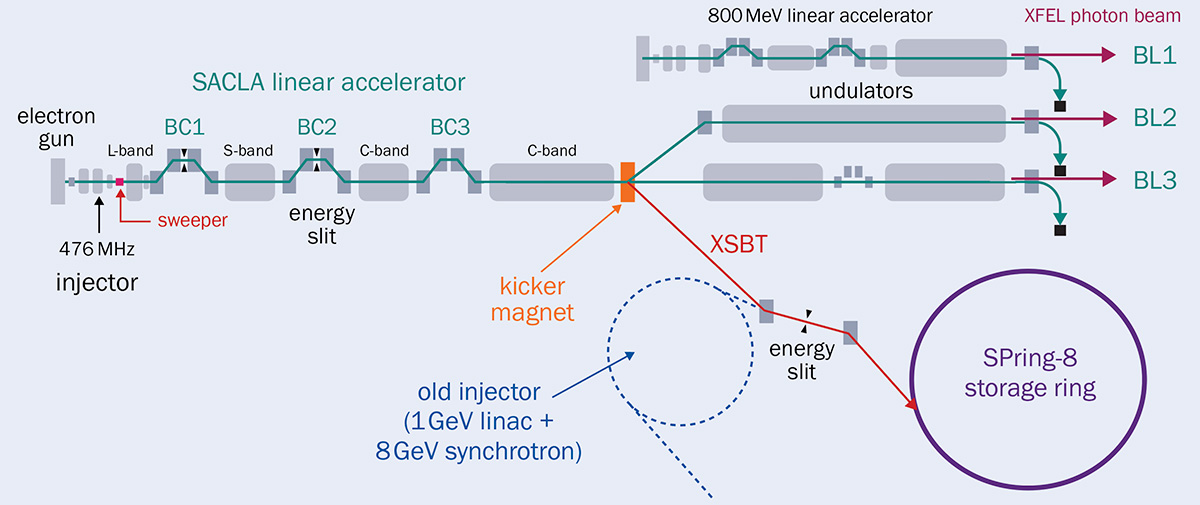 800 MeV linear accelerator
XFEL photon beam
BL1
SACLA linear accelerator
undulators
electron
gun
BC1
BC2
BC3
BL2
L-band
S-band
C-band
C-band
BL3
sweeper
energy
slit
476 MHz
injector
XSBT
kicker
magnet
energy
slit
SPring-8
storage ring
old injector
(1 GeV linac +
8 GeV synchrotron)